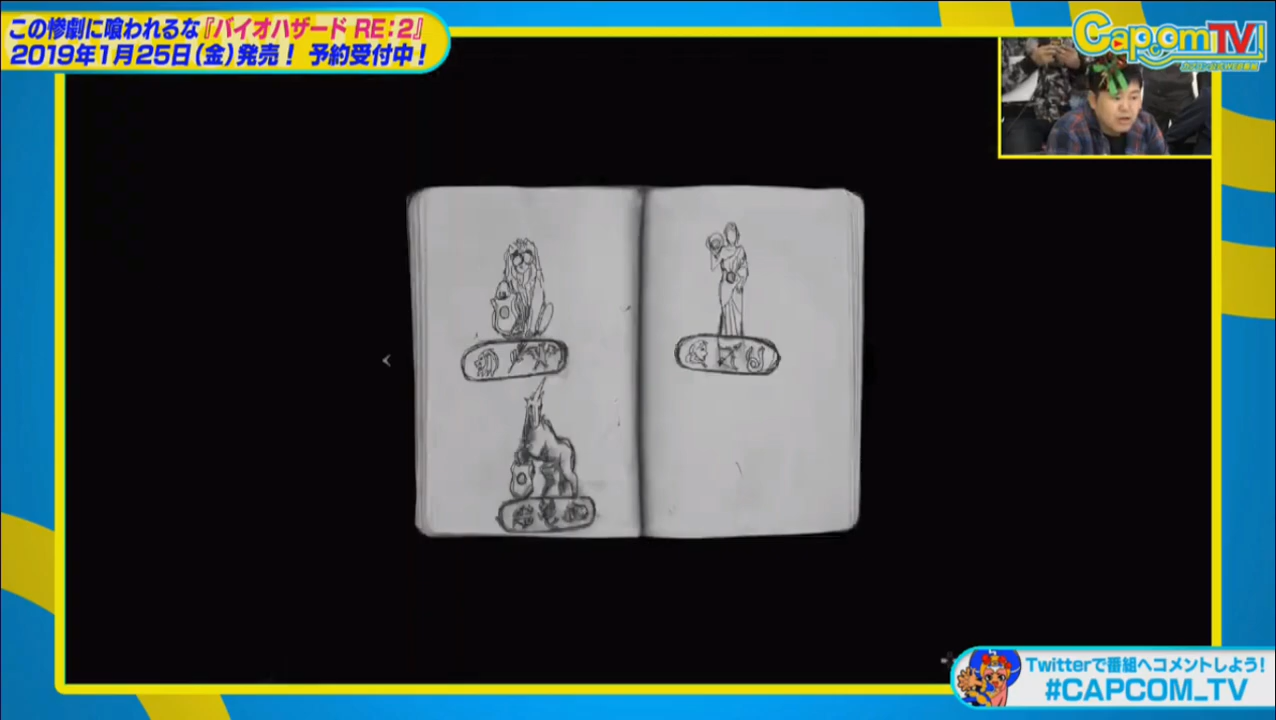 この惨劇に喰われるな『バイオハザード RE:2』
2019年1月25日(金)発売！ 予約受付中！
CapcomTV!
Twitterで番組へコメントしよう!
#CAPCOM_TV